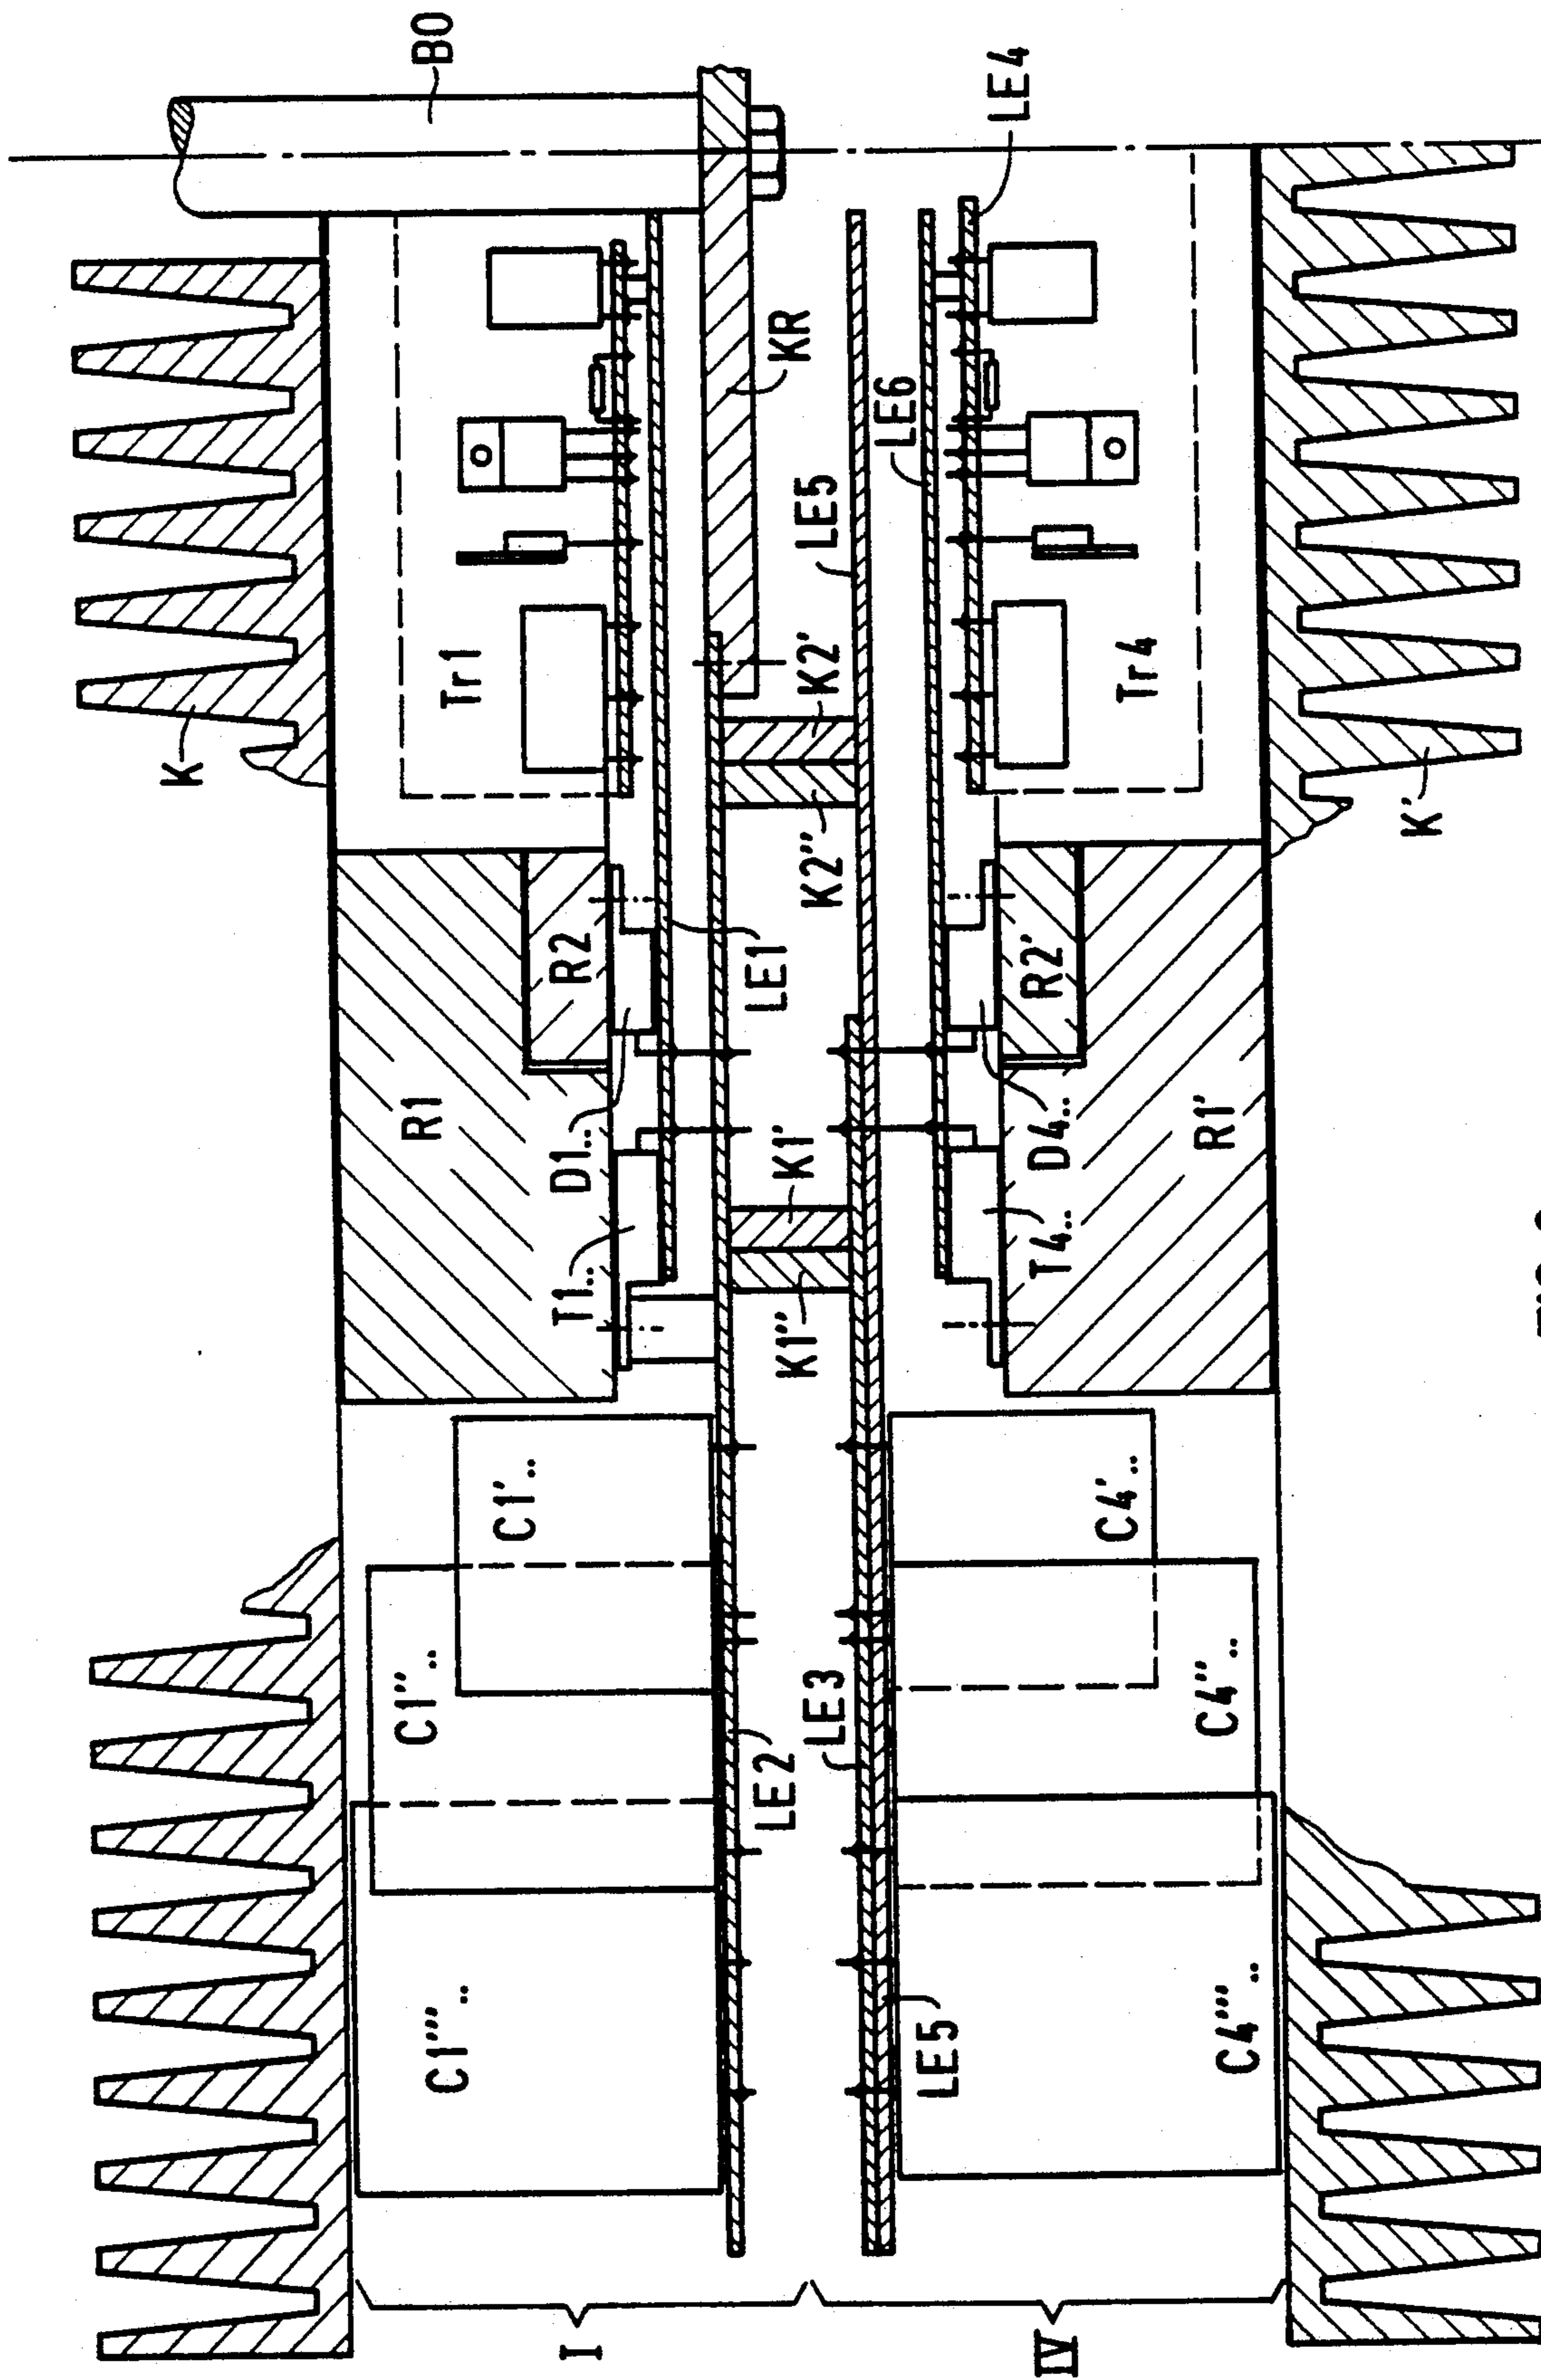 B0
LE4
K
Tr1
KR
LE6
LE5
K2'
Tr4
K'
K2''
R2
LE1
R2'
R1
D1..
K1'
D4..
R1'
T1..
K1''
T4..
C1'..
C4'..
C1''..
LE3
C4''..
LE2
C1'''..
LE5
C4'''..
I
IV